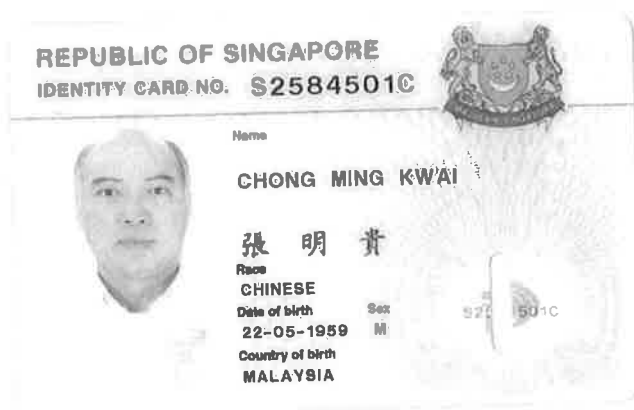 REPUBLIC OF SINGAPORE
IDENTITY CARD NO. S2584501C
Name
CHONG MING KWAI
張 明 貴
Race
CHINESE
Date of birth Sex
22-05-1959 M
Country of birth
MALAYSIA